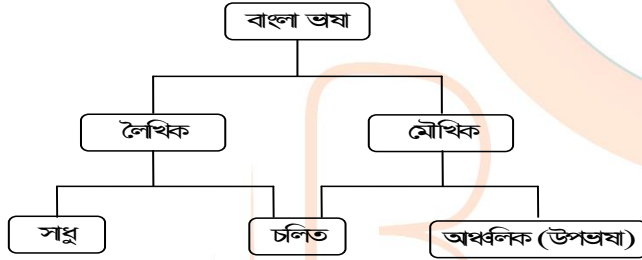 বাংলা ভাষা
লৈখিক
মৌখিক
সাধু
চলিত
আঞ্চলিক (উপভাষা)